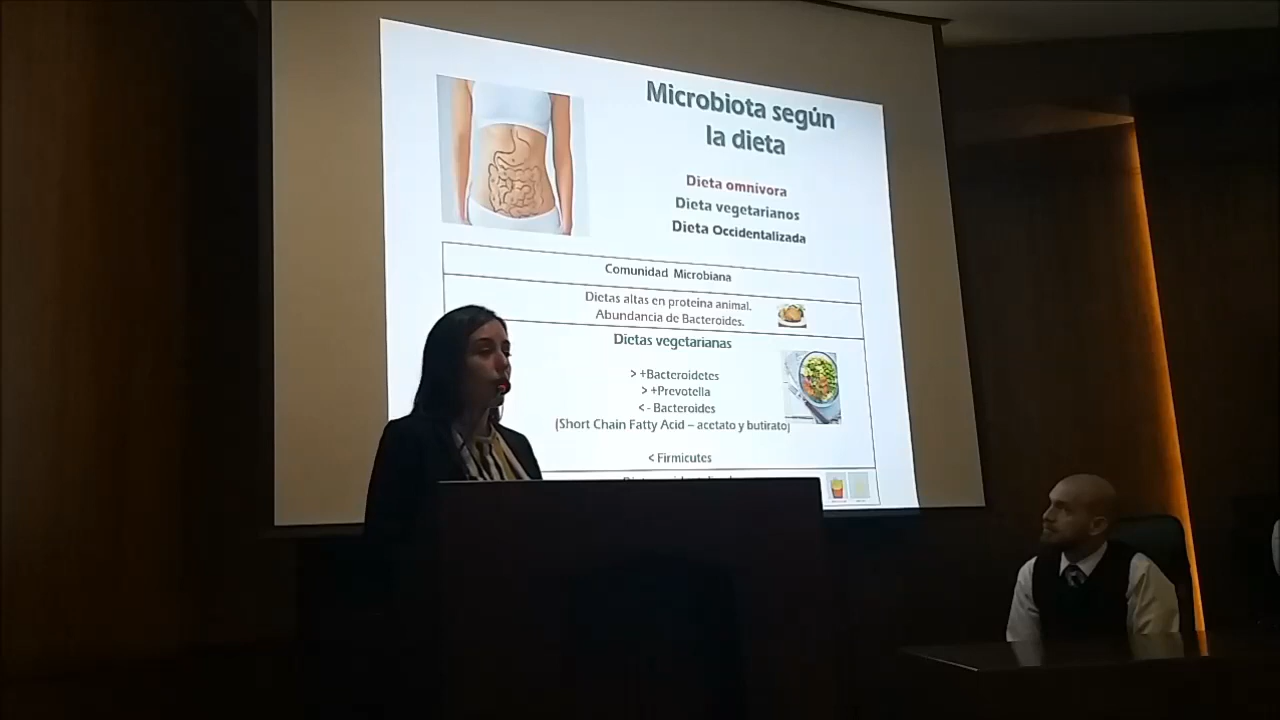 Microbiota según
la dieta
Dieta omnívora
Dieta vegetarianos
Dieta Occidentalizada
Comunidad Microbiana
Dietas altas en proteína animal.
Abundancia de Bacteroides.
Dietas vegetarianas
> +Bacteroidetes
> +Prevotella
< - Bacteroides
(Short Chain Fatty Acid – acetato y butirato)
< Firmicutes